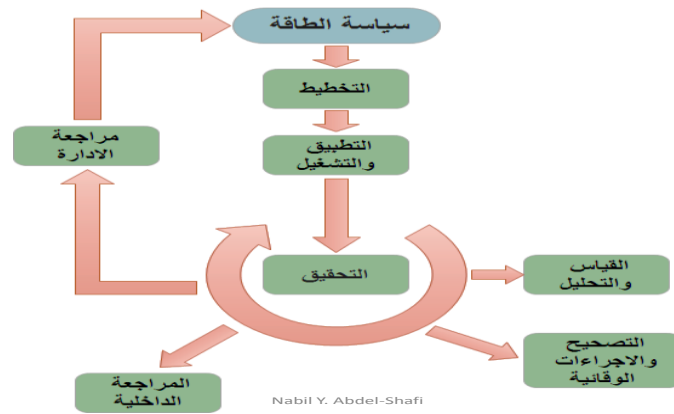 سياسة الطاقة
التخطيط
مراجعة
الادارة
التطبيق
والتشغيل
التحقيق
القياس
والتحليل
التصحيح
والاجراءات
الوقائية
المراجعة
الداخلية
Nabil Y. Abdel-Shafi